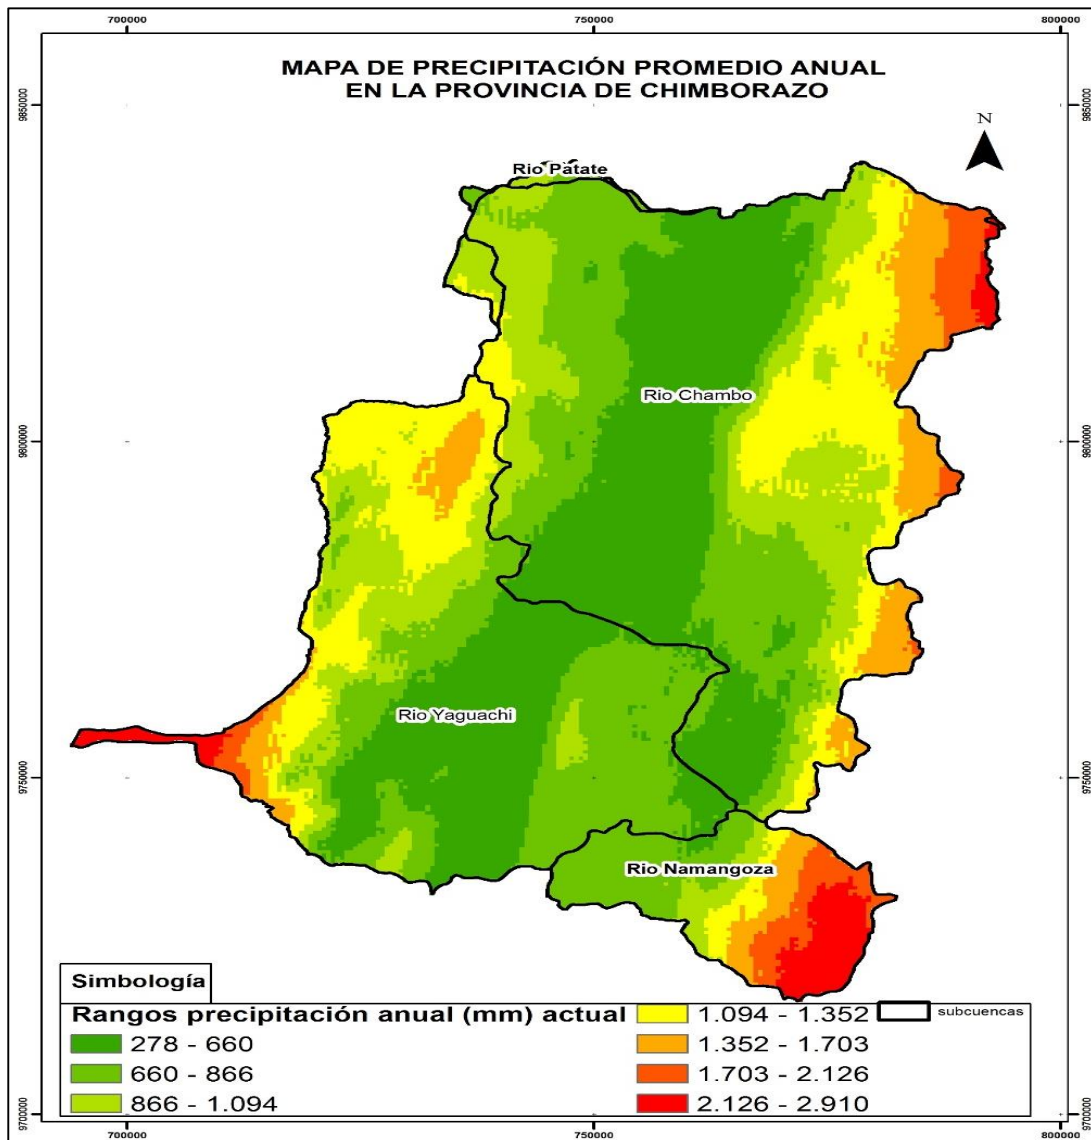 700000 750000 800000
MAPA DE PRECIPITACIÓN PROMEDIO ANUAL
EN LA PROVINCIA DE CHIMBORAZO
9850000 9850000
N
Rio Patate
Rio Chambo
9800000 9800000
Rio Yaguachi
9750000 9750000
Rio Namangoza
Simbología
Rangos precipitación anual (mm) actual
278 - 660
660 - 866
866 - 1.094
1.094 - 1.352
1.352 - 1.703
1.703 - 2.126
2.126 - 2.910
subcuencas
9700000 9700000
700000 750000 800000